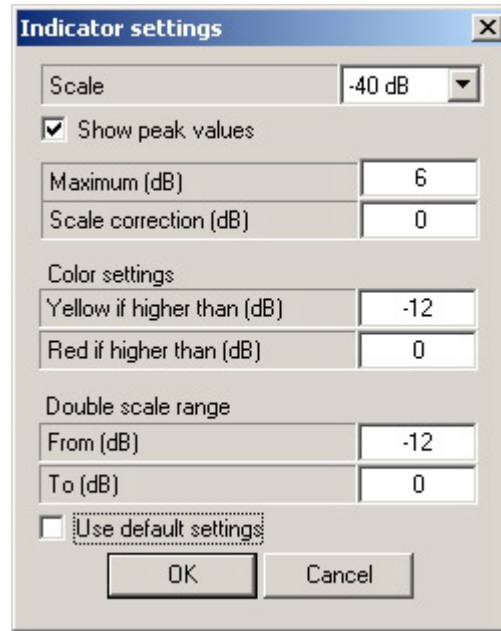 Indicator settings
Scale -40 dB
Show peak values
Maximum (dB) 6
Scale correction (dB) 0
Color settings
Yellow if higher than (dB) -12
Red if higher than (dB) 0
Double scale range
From (dB) -12
To (dB) 0
Use default settings
OK Cancel